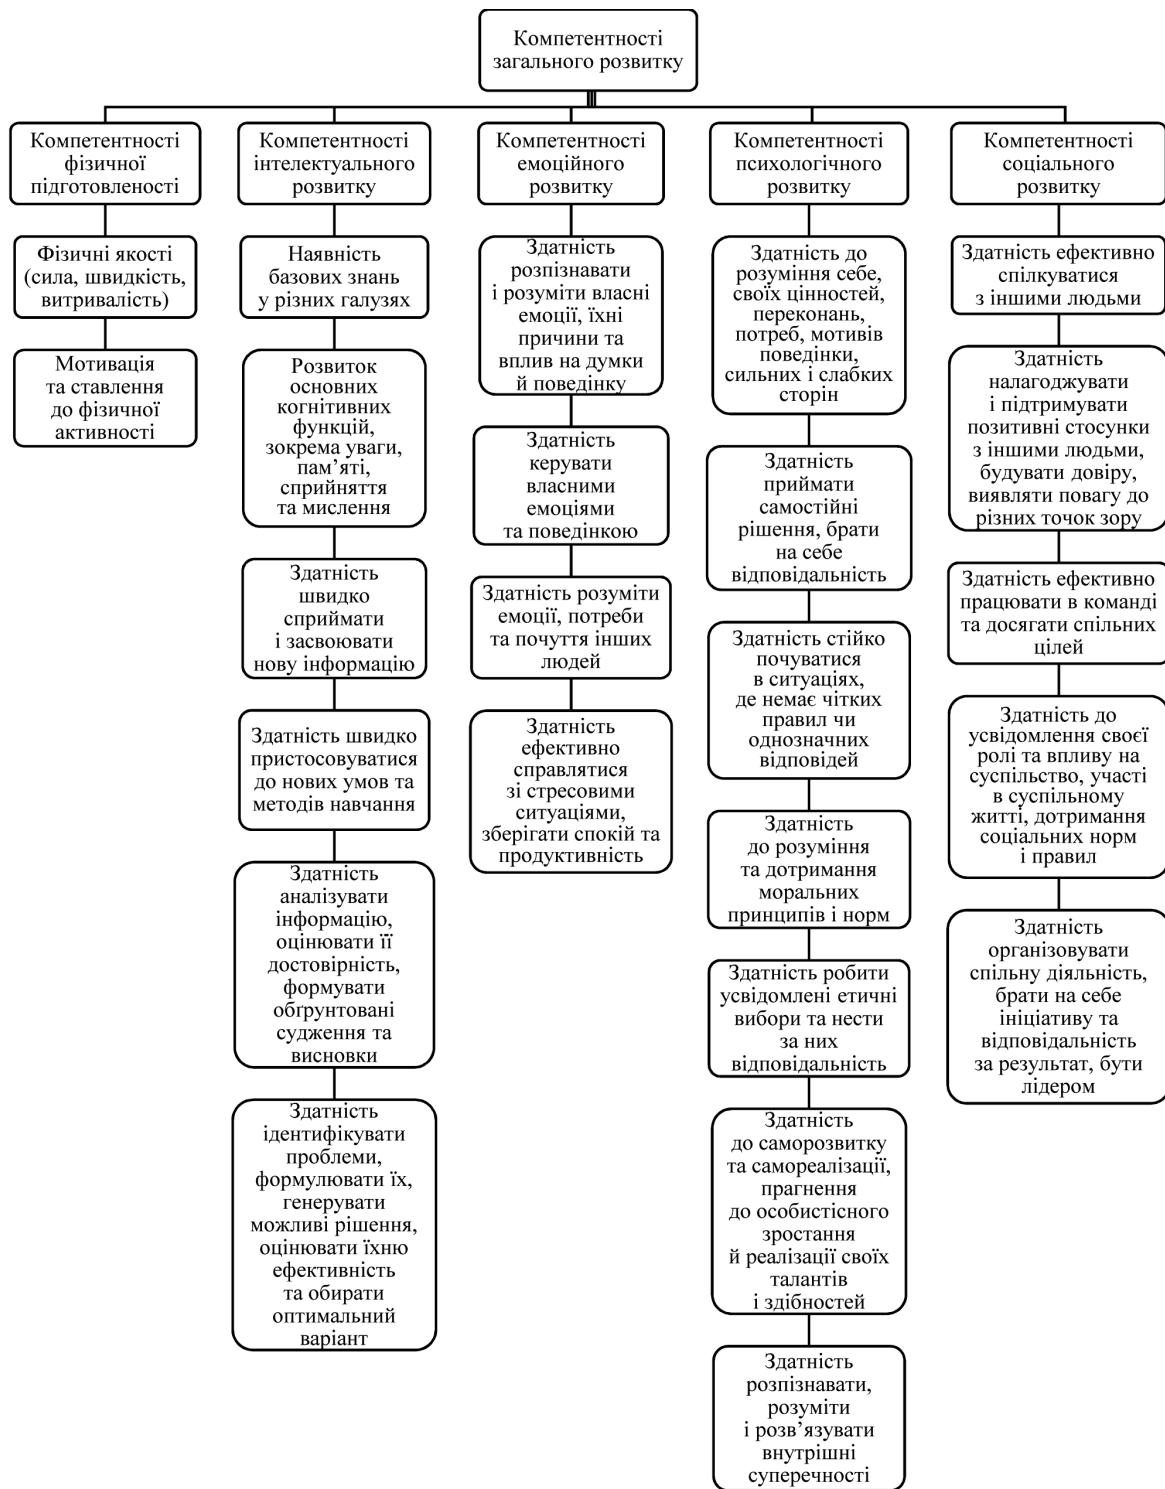 Компетентності
загального розвитку
Компетентності
фізичної
підготовленості
Фізичні якості
(сила, швидкість,
витривалість)
Мотивація
та ставлення
до фізичної
активності
Компетентності
інтелектуального
розвитку
Наявність
базових знань
у різних галузях
Розвиток
основних
когнітивних
функцій,
зокрема уваги,
пам’яті,
сприйняття
та мислення
Здатність
швидко
сприймати
і засвоювати
нову інформацію
Здатність швидко
пристосовуватися
до нових умов та
методів навчання
Здатність
аналізувати
інформацію,
оцінювати її
достовірність,
формувати
обґрунтовані
судження та
висновки
Здатність
ідентифікувати
проблеми,
формулювати їх,
генерувати
можливі рішення,
оцінювати їхню
ефективність
та обирати
оптимальний
варіант
Компетентності
емоційного
розвитку
Здатність
розпізнавати
і розуміти власні
емоції, їхні
причини та
вплив на думки
й поведінку
Здатність
керувати
власними
емоціями
та поведінкою
Здатність розуміти
емоції, потреби
та почуття інших
людей
Здатність
ефективно
справлятися
зі стресовими
ситуаціями,
зберігати спокій та
продуктивність
Компетентності
психологічного
розвитку
Здатність до
розуміння себе,
своїх цінностей,
переконань,
потреб, мотивів
поведінки,
сильних і слабких
сторін
Здатність
приймати
самостійні
рішення, брати
на себе
відповідальність
Здатність стійко
почуватися
в ситуаціях,
де немає чітких
правил чи
однозначних
відповідей
Здатність
до розуміння
та дотримання
моральних
принципів і норм
Здатність робити
усвідомлені етичні
вибори та нести
за них
відповідальність
Здатність
до саморозвитку
та самореалізації,
прагнення
до особистісного
зростання
й реалізації своїх
талантів
і здібностей
Здатність
розпізнавати,
розуміти
і розв’язувати
внутрішні
суперечності
Компетентності
соціального
розвитку
Здатність ефективно
спілкуватися
з іншими людьми
Здатність
налагоджувати
і підтримувати
позитивні стосунки
з іншими людьми,
будувати довіру,
виявляти повагу до
різних точок зору
Здатність ефективно
працювати в команді
та досягати спільних
цілей
Здатність до
усвідомлення своєї
ролі та впливу на
суспільство, участі
в суспільному
житті, дотримання
соціальних норм
і правил
Здатність
організовувати
спільну діяльність,
брати на себе
ініціативу та
відповідальність
за результат, бути
лідером